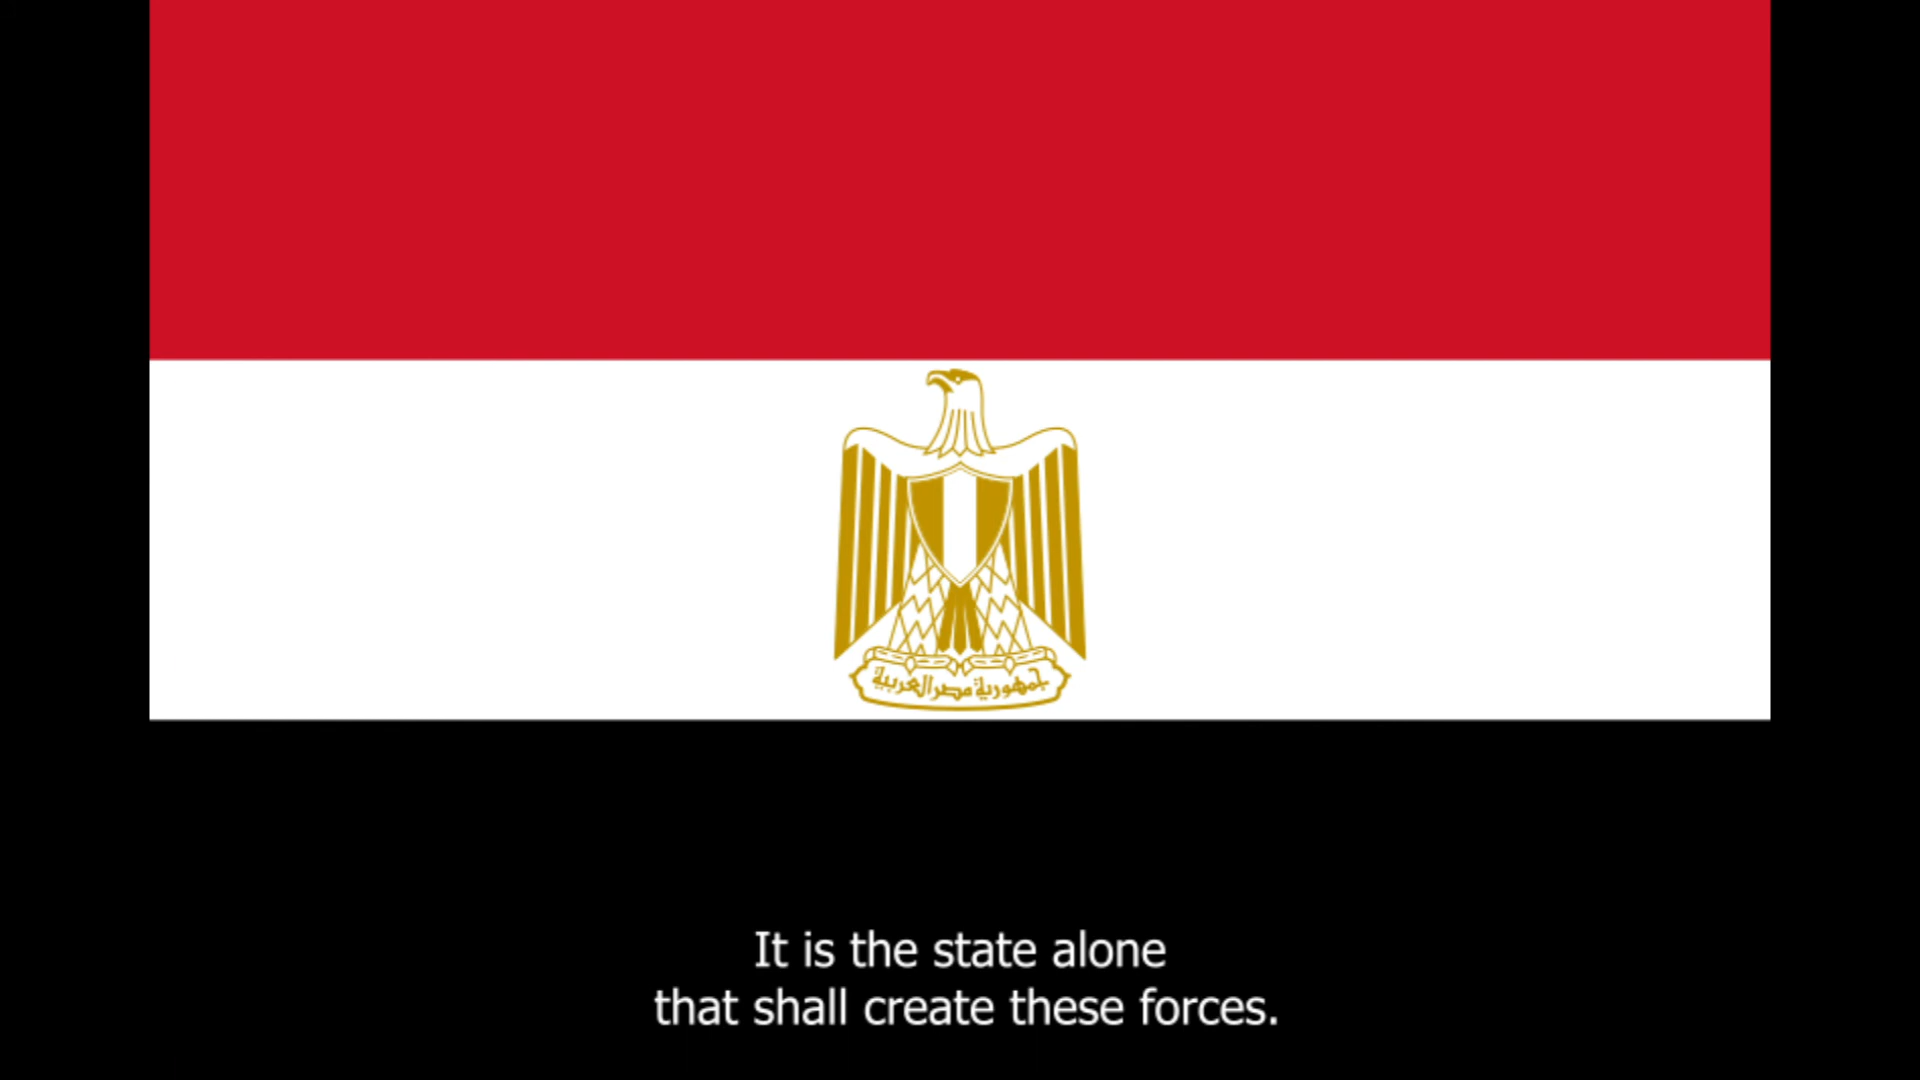 جمهورية مصر العربية
It is the state alone
that shall create these forces.